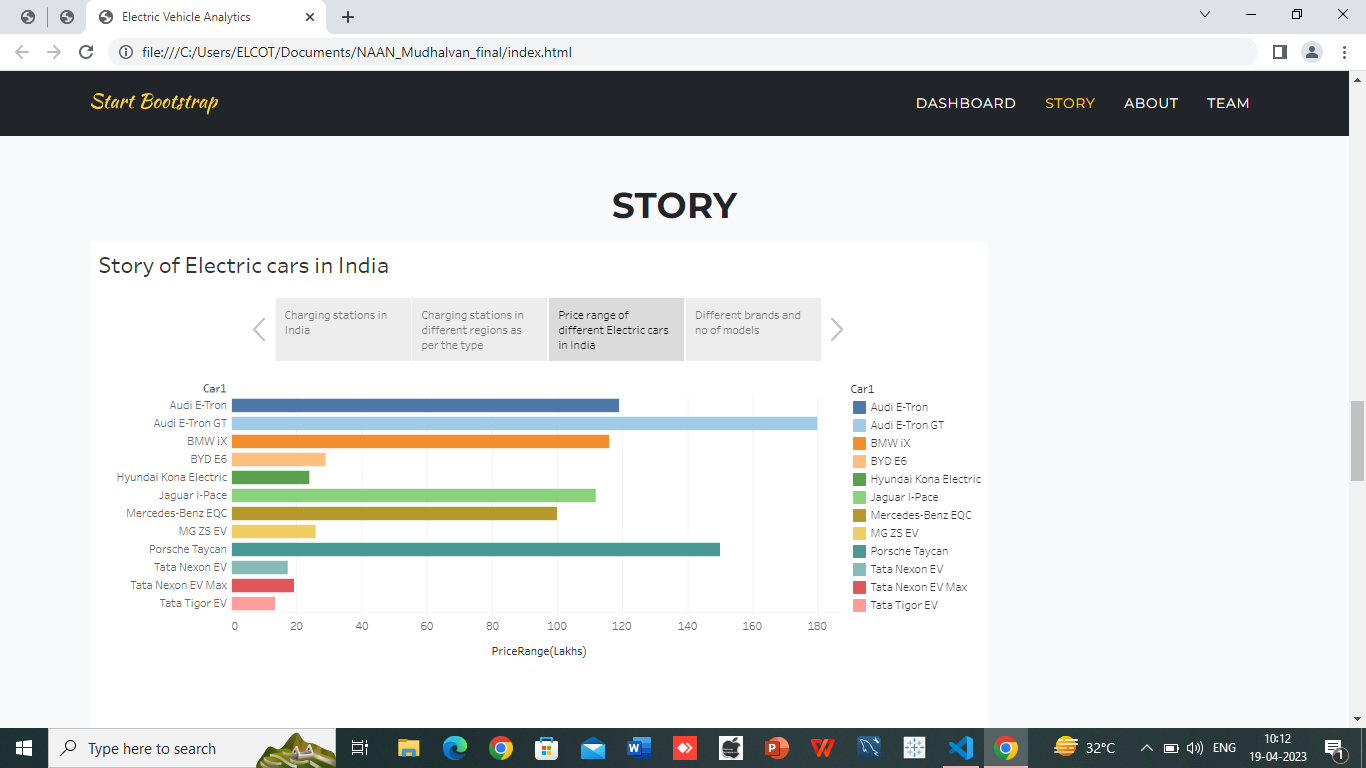 Electric Vehicle Analytics
file:///C:/Users/ELCOT/Documents/NAAN_Mudhalvan_final/index.html
Start Bootstrap
DASHBOARD
STORY
ABOUT
TEAM
STORY
Story of Electric cars in India
Charging stations in
India
Charging stations in
different regions as
per the type
Price range of
different Electric cars
in India
Different brands and
no of models
Car1
Audi E-Tron
Audi E-Tron GT
BMW iX
BYD E6
Hyundai Kona Electric
Jaguar I-Pace
Mercedes-Benz EQC
MG ZS EV
Porsche Taycan
Tata Nexon EV
Tata Nexon EV Max
Tata Tigor EV
0 20 40 60 80 100 120 140 160 180
PriceRange(Lakhs)
Car1
Audi E-Tron
Audi E-Tron GT
BMW iX
BYD E6
Hyundai Kona Electric
Jaguar I-Pace
Mercedes-Benz EQC
MG ZS EV
Porsche Taycan
Tata Nexon EV
Tata Nexon EV Max
Tata Tigor EV
Type here to search
32°C
ENG
10:12
19-04-2023
1